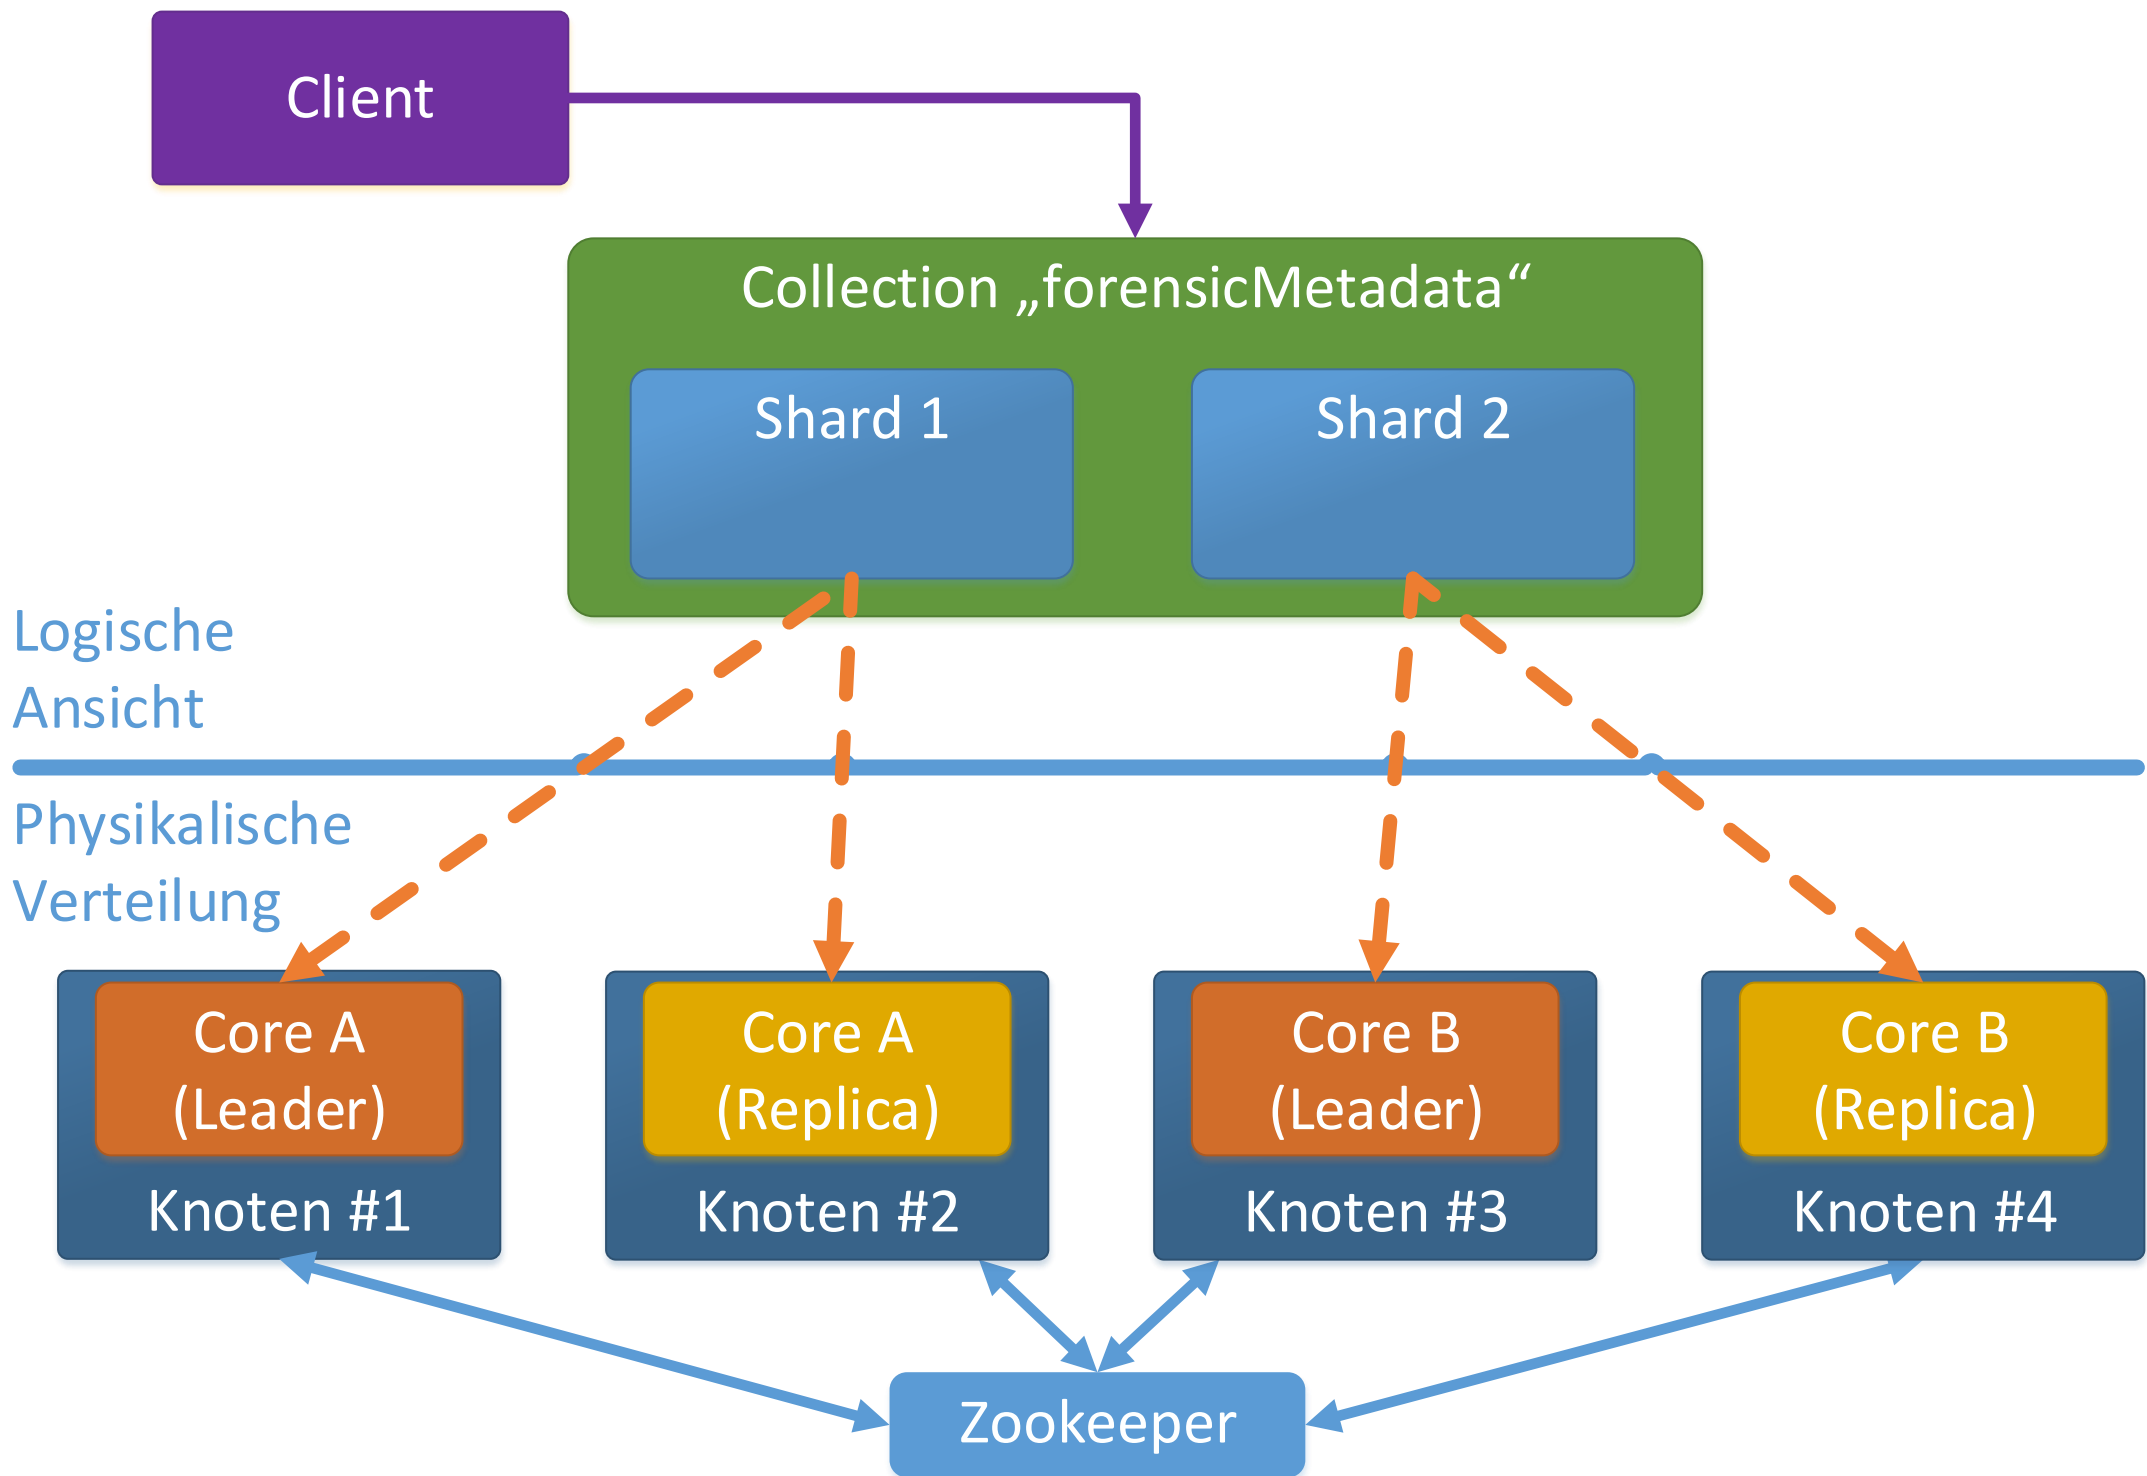 Client
Collection „forensicMetadata“
Shard 1
Shard 2
Logische
Ansicht
Physikalische
Verteilung
Core A
(Leader)
Knoten #1
Core A
(Replica)
Knoten #2
Core B
(Leader)
Knoten #3
Core B
(Replica)
Knoten #4
Zookeeper